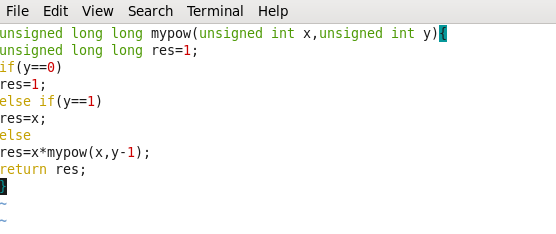 File Edit View Search Terminal Help
unsigned long long mypow(unsigned int x,unsigned int y){
unsigned long long res=1;
if(y==0)
res=1;
else if(y==1)
res=x;
else
res=x*mypow(x,y-1);
return res;
}
~
~